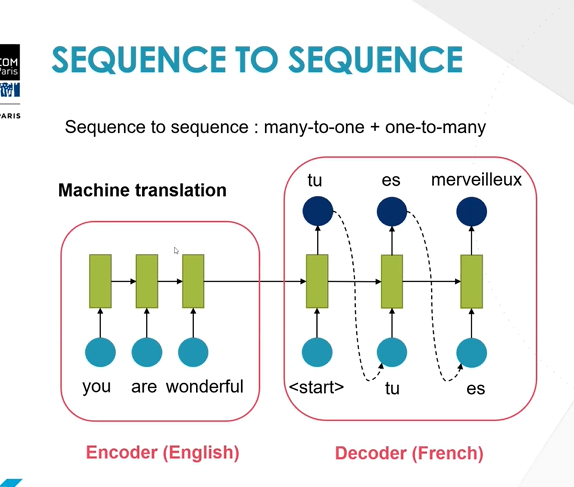 COM
Paris
PARIS
SEQUENCE TO SEQUENCE
Sequence to sequence : many-to-one + one-to-many
Machine translation
tu es merveilleux
you are wonderful
<start> tu es
Encoder (English)
Decoder (French)